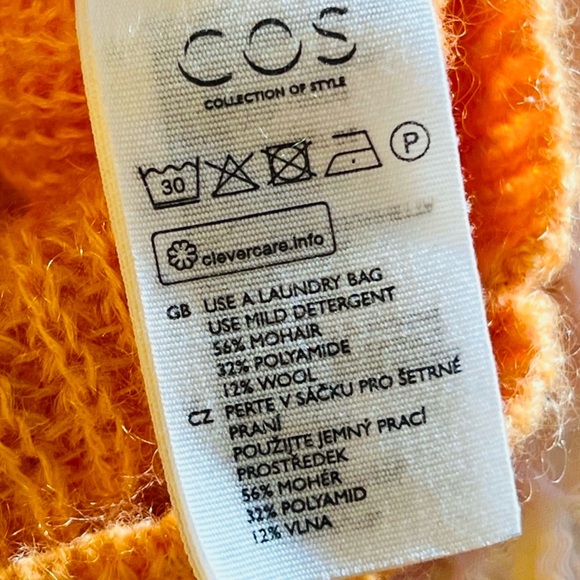 COS
COLLECTION OF STYLE
30
P
clevercare.info
GB USE A LAUNDRY BAG
USE MILD DETERGENT
56% MOHAIR
32% POLYAMIDE
12% WOOL
CZ PERTE V SÁČKU PRO ŠETRNÉ
PRANÍ
POUŽIJTE JEMNÝ PRACÍ
PROSTŘEDEK
56% MOHÉR
32% POLYAMID
12% VLNA